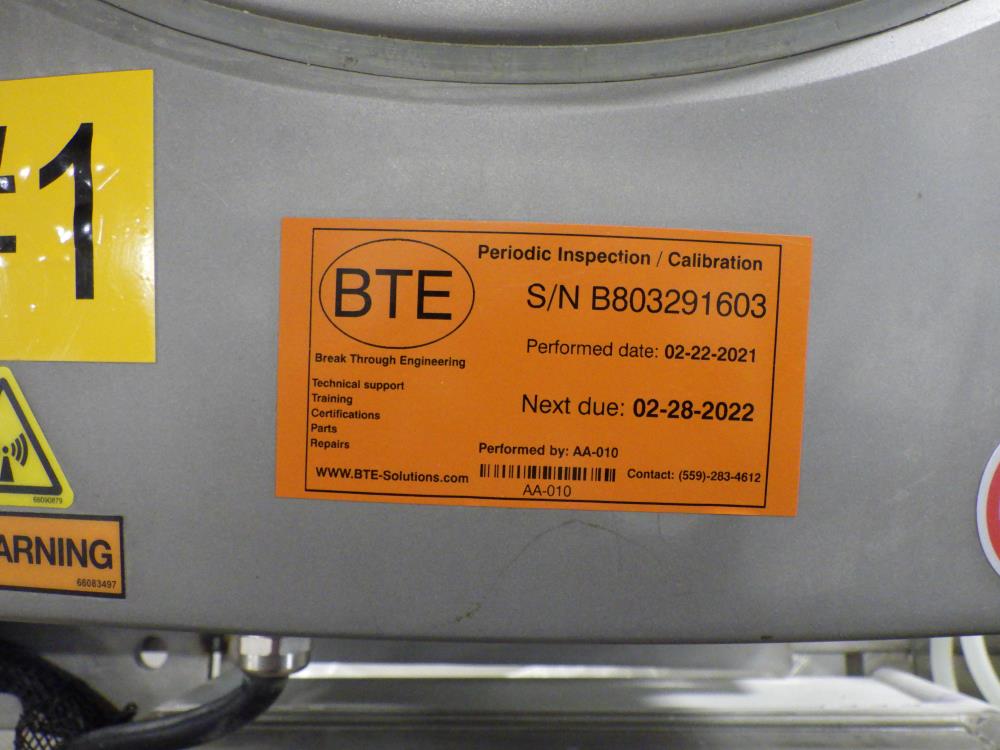 #1
BTE
Break Through Engineering
Technical support
Training
Certifications
Parts
Repairs
WWW.BTE-Solutions.com
Periodic Inspection / Calibration
S/N B803291603
Performed date: 02-22-2021
Next due: 02-28-2022
Performed by: AA-010
AA-010
Contact: (559)-283-4612
66090879
ARNING
66083497